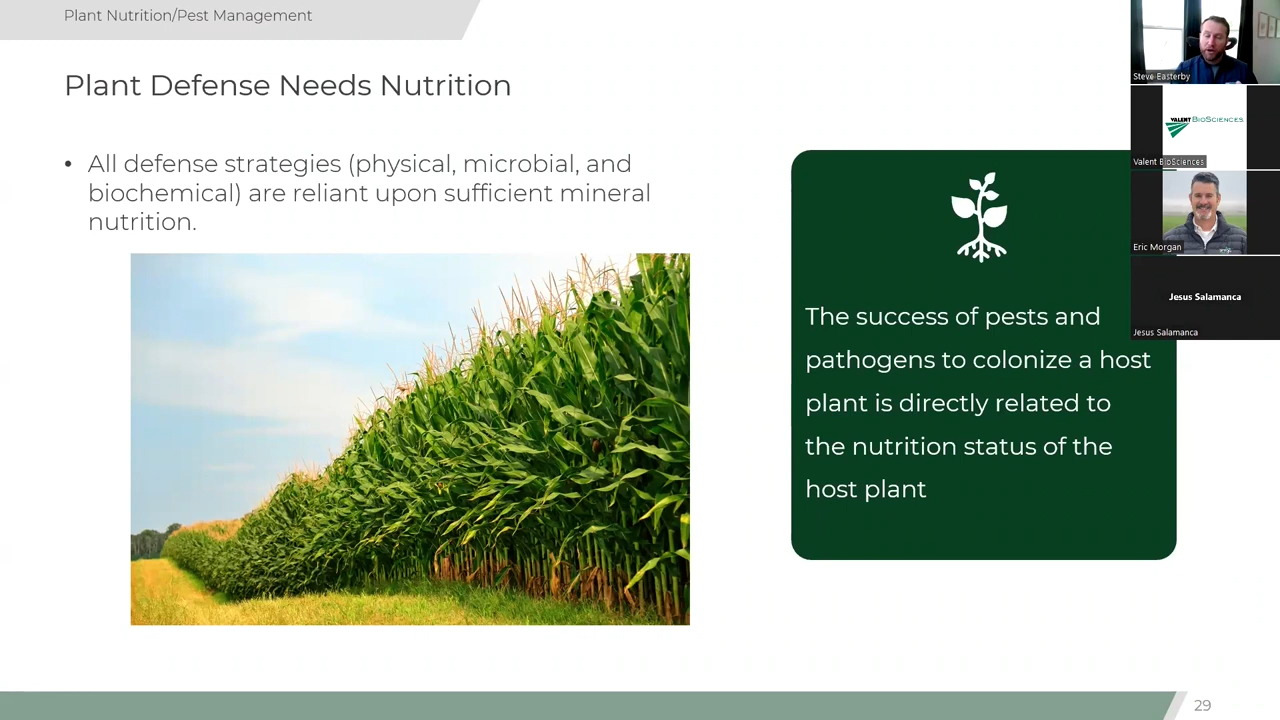 Plant Nutrition/Pest Management
Plant Defense Needs Nutrition
• All defense strategies (physical, microbial, and
biochemical) are reliant upon sufficient mineral
nutrition.
The success of pests and
pathogens to colonize a host
plant is directly related to
the nutrition status of the
host plant
Steve Easterby
VALENT BIOSCIENCES
Valent BioSciences
Eric Morgan
Jesus Salamanca
Jesus Salamanca
29